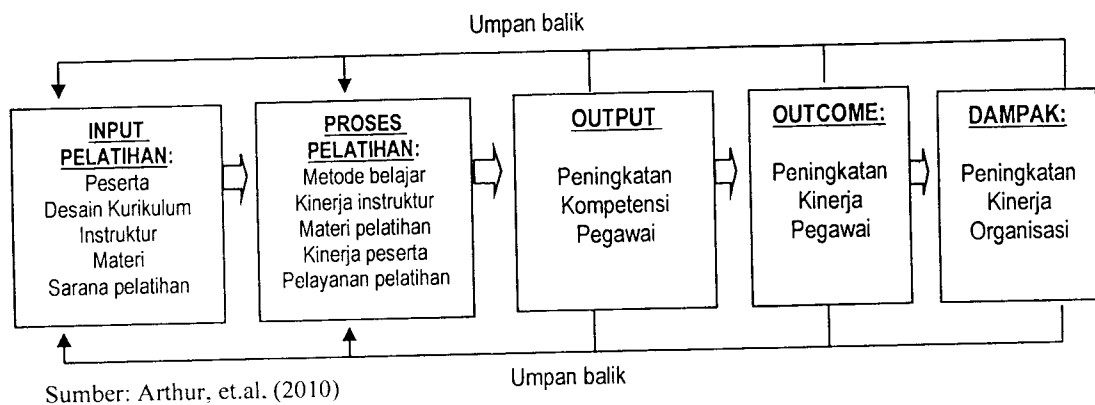 Umpan balik
INPUT
PELATIHAN:
Peserta
Desain Kurikulum
Instruktur
Materi
Sarana pelatihan
PROSES
PELATIHAN:
Metode belajar
Kinerja instruktur
Materi pelatihan
Kinerja peserta
Pelayanan pelatihan
OUTPUT
Peningkatan
Kompetensi
Pegawai
OUTCOME:
Peningkatan
Kinerja
Pegawai
DAMPAK:
Peningkatan
Kinerja
Organisasi
Umpan balik
Sumber: Arthur, et.al. (2010)